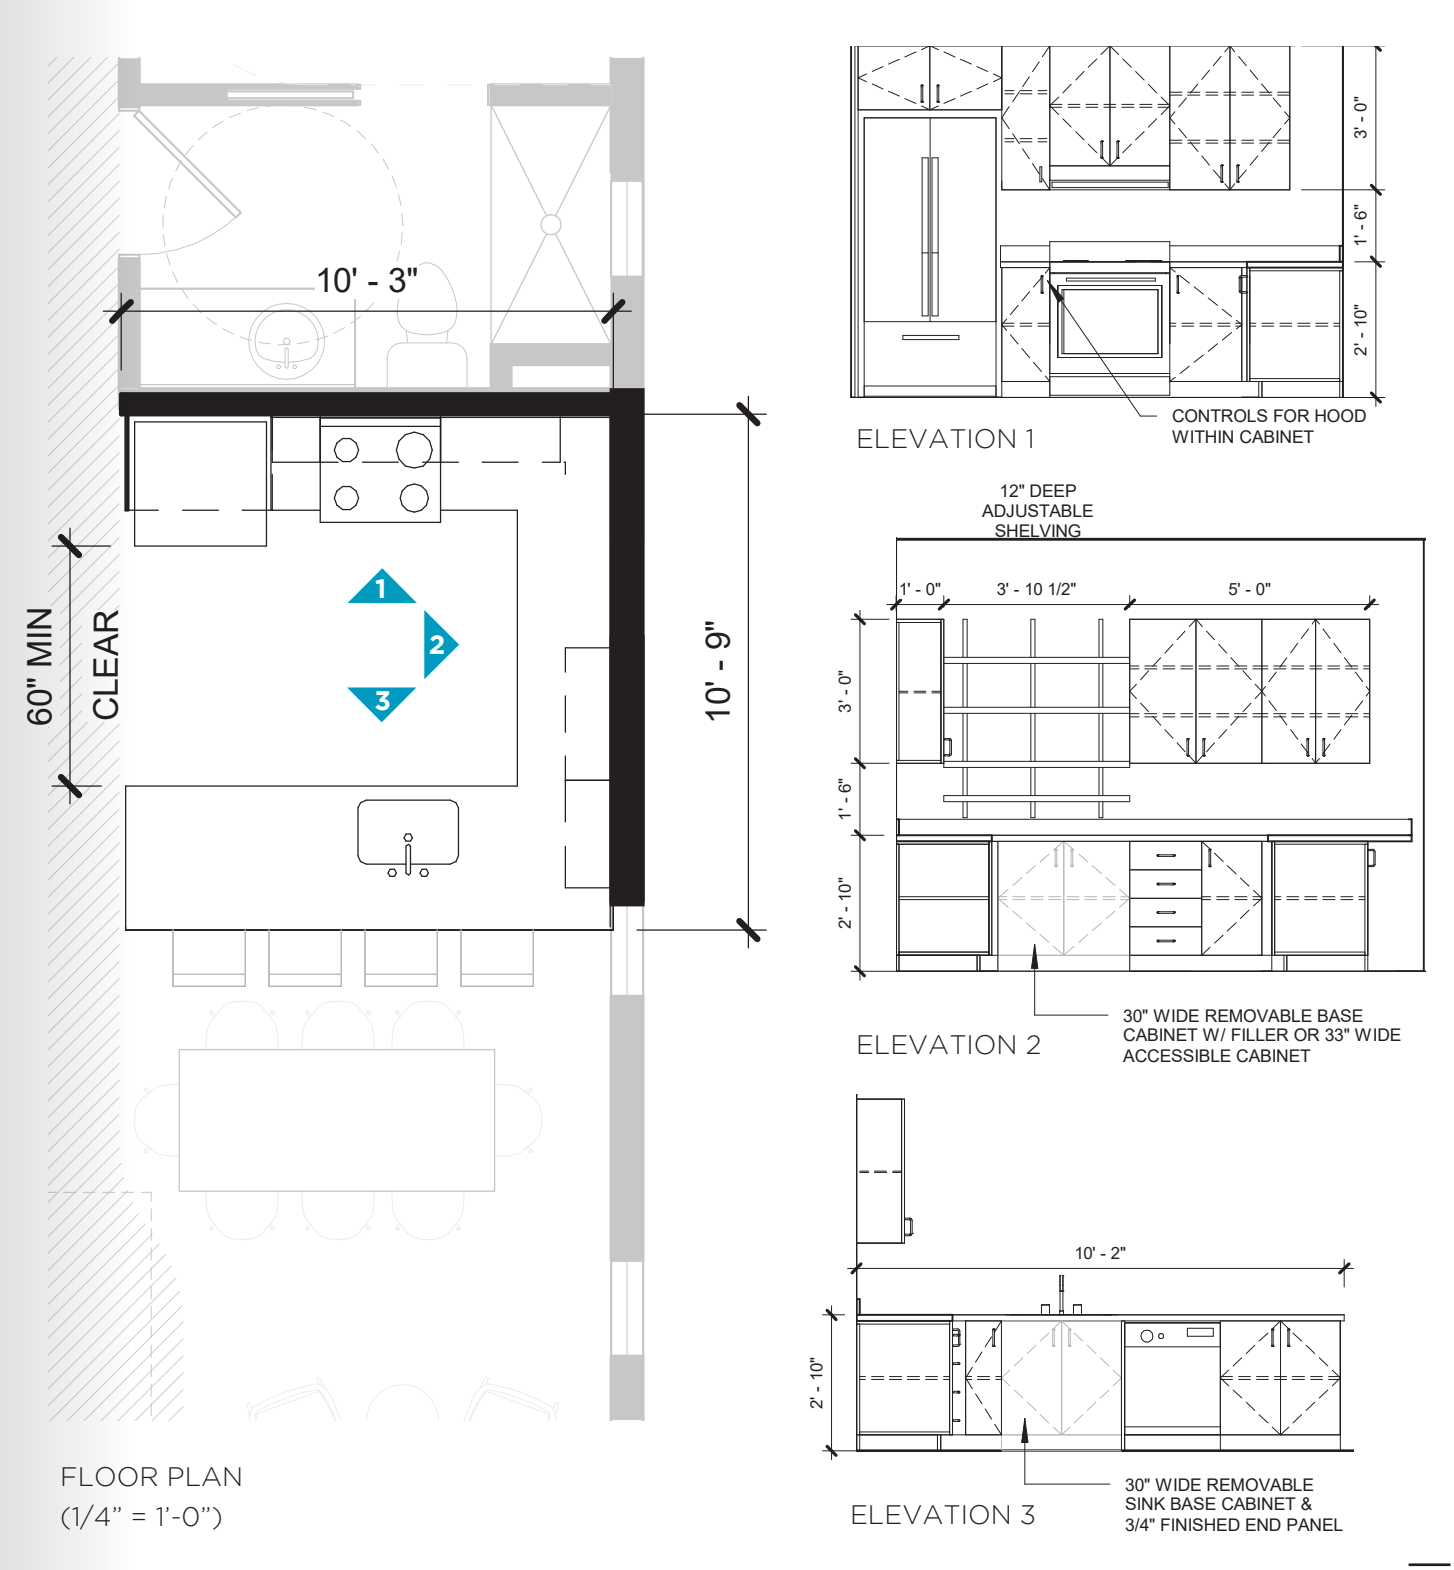 10' - 3"
60" MIN
CLEAR
1
2
3
10' - 9"
FLOOR PLAN
(1/4” = 1’-0”)
3' - 0"
1' - 6"
2' - 10"
CONTROLS FOR HOOD
WITHIN CABINET
ELEVATION 1
12" DEEP
ADJUSTABLE
SHELVING
1' - 0"
3' - 10 1/2"
5' - 0"
3' - 0"
1' - 6"
2' - 10"
30" WIDE REMOVABLE BASE
CABINET W/ FILLER OR 33" WIDE
ACCESSIBLE CABINET
ELEVATION 2
10' - 2"
2' - 10"
30" WIDE REMOVABLE
SINK BASE CABINET &
3/4" FINISHED END PANEL
ELEVATION 3